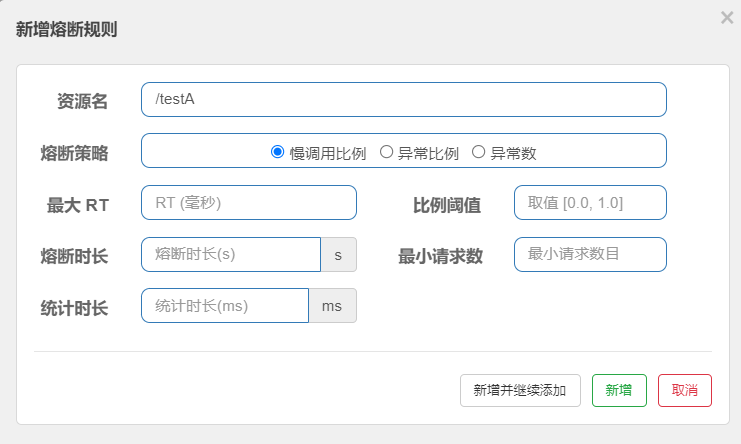 新增熔断规则
×
资源名 /testA
熔断策略 慢调用比例 异常比例 异常数
最大 RT RT (毫秒) 比例阈值 取值 [0.0, 1.0]
熔断时长 熔断时长(s) s 最小请求数 最小请求数目
统计时长 统计时长(ms) ms
新增并继续添加 新增 取消